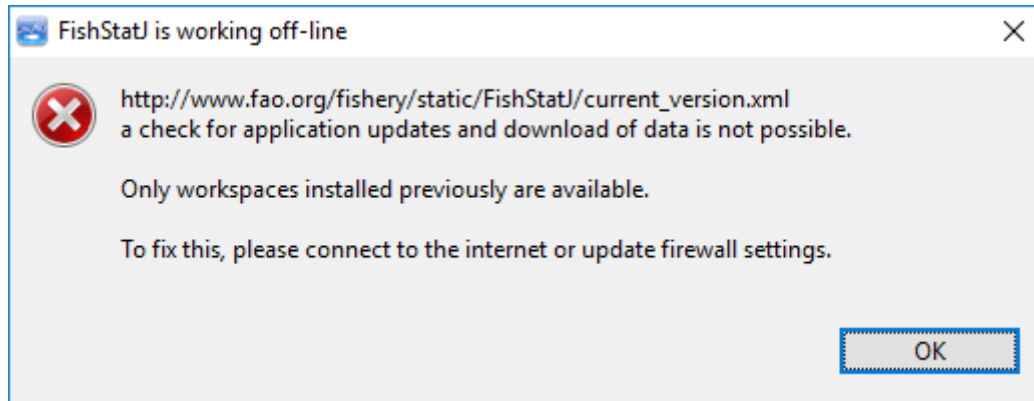 FishStatJ is working off-line
http://www.fao.org/fishery/static/FishStatJ/current_version.xml
a check for application updates and download of data is not possible.
Only workspaces installed previously are available.
To fix this, please connect to the internet or update firewall settings.
OK